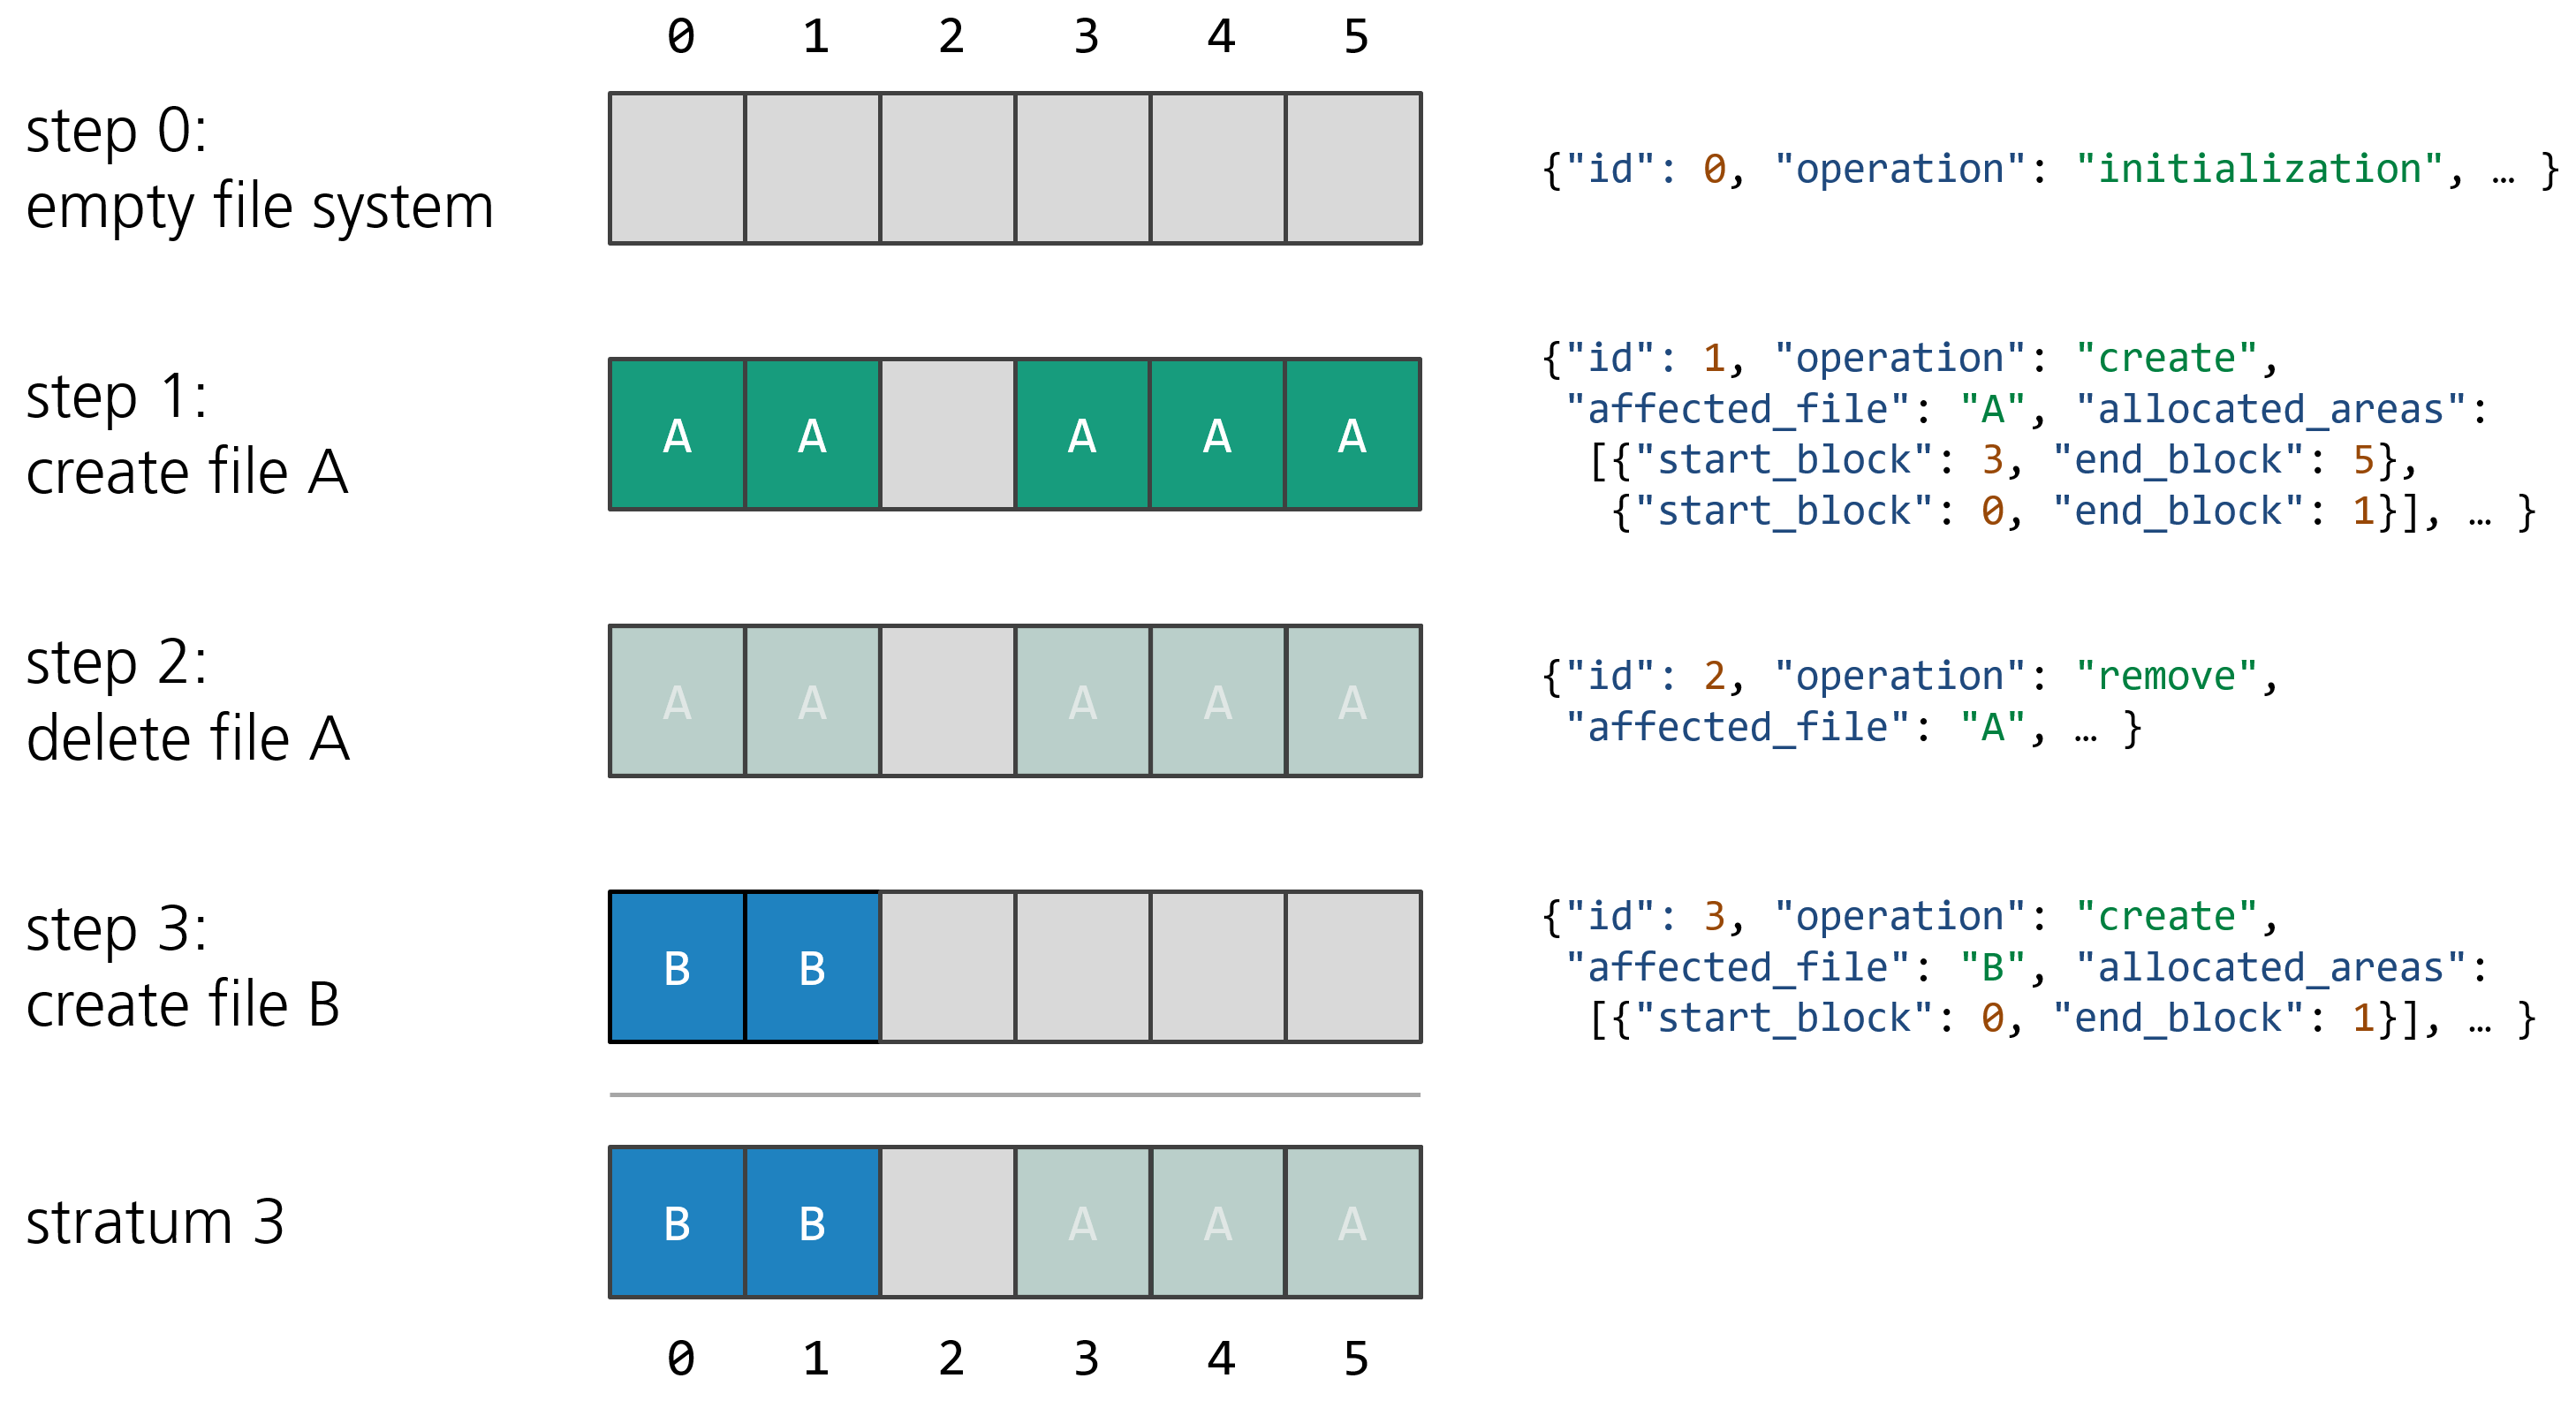 0 1 2 3 4 5
step 0:
empty file system
{"id": 0, "operation": "initialization", … }
step 1:
create file A
A A A A A
{"id": 1, "operation": "create",
"affected_file": "A", "allocated_areas":
[{"start_block": 3, "end_block": 5},
{"start_block": 0, "end_block": 1}], … }
step 2:
delete file A
A A A A A
{"id": 2, "operation": "remove",
"affected_file": "A", … }
step 3:
create file B
B B
{"id": 3, "operation": "create",
"affected_file": "B", "allocated_areas":
[{"start_block": 0, "end_block": 1}], … }
stratum 3
B B A A A
0 1 2 3 4 5